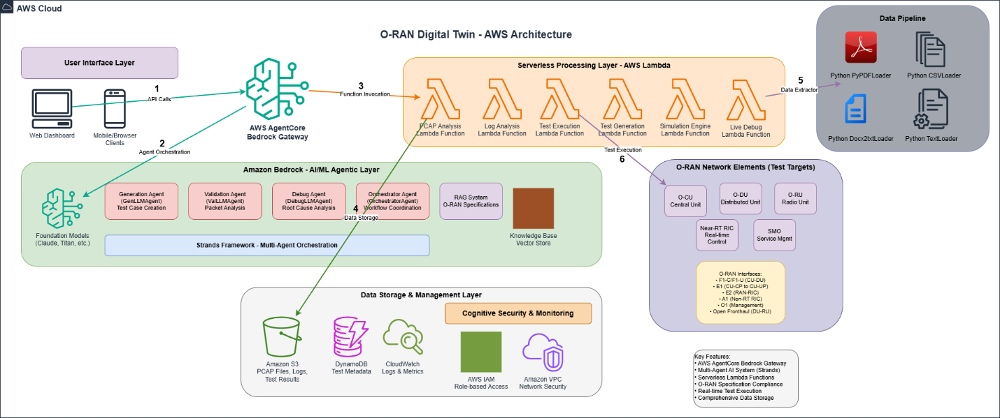 AWS Cloud
O-RAN Digital Twin - AWS Architecture
User Interface Layer
Web Dashboard
Mobile/Browser
Clients
1
API Calls
AWS AgentCore
Bedrock Gateway
2
Agent Orchestration
3
Function Invocation
Serverless Processing Layer - AWS Lambda
PCAP Analysis
Lambda Function
Log Analysis
Lambda Function
Test Execution
Lambda Function
Test Generation
Lambda Function
Simulation Engine
Lambda Function
Live Debug
Lambda Function
5
Data Extractor
Data Pipeline
Python PyPDFLoader
Python CSVLoader
Python Docx2txtLoader
Python TextLoader
Test Execution
6
Amazon Bedrock - AI/ML Agentic Layer
Foundation Models
(Claude, Titan, etc.)
Generation Agent
(GenLLMAgent)
Test Case Creation
Validation Agent
(ValLLMAgent)
Packet Analysis
Debug Agent
(DebugLLMAgent)
Root Cause Analysis
Orchestrator Agent
(OrchestratorAgent)
Workflow Coordination
RAG System
O-RAN Specifications
Knowledge Base
Vector Store
4
Data Storage
Strands Framework - Multi-Agent Orchestration
O-RAN Network Elements (Test Targets)
O-CU
Central Unit
O-DU
Distributed Unit
O-RU
Radio Unit
Near-RT RIC
Real-time
Control
SMO
Service Mgmt
O-RAN Interfaces:
• F1-C/F1-U (CU-DU)
• E1 (CU-CP to CU-UP)
• E2 (RAN-RIC)
• A1 (Non-RT RIC)
• O1 (Management)
• Open Fronthaul (DU-RU)
Data Storage & Management Layer
Amazon S3
PCAP Files, Logs,
Test Results
DynamoDB
Test Metadata
CloudWatch
Logs & Metrics
Cognitive Security & Monitoring
AWS IAM
Role-based Access
Amazon VPC
Network Security
Key Features:
• AWS AgentCore Bedrock Gateway
• Multi-Agent AI System (Strands)
• Serverless Lambda Functions
• O-RAN Specification Compliance
• Real-time Test Execution
• Comprehensive Data Storage